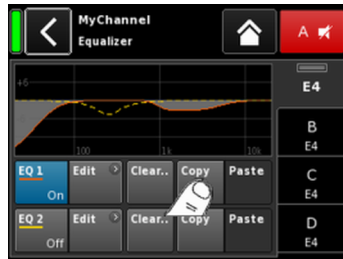 MyChannel
Equalizer
A
+6
100 1k 10k
E4
B
E4
C
E4
D
E4
EQ 1 Edit Clear.. Copy Paste
On
EQ 2 Edit Clear.. Copy Paste
Off